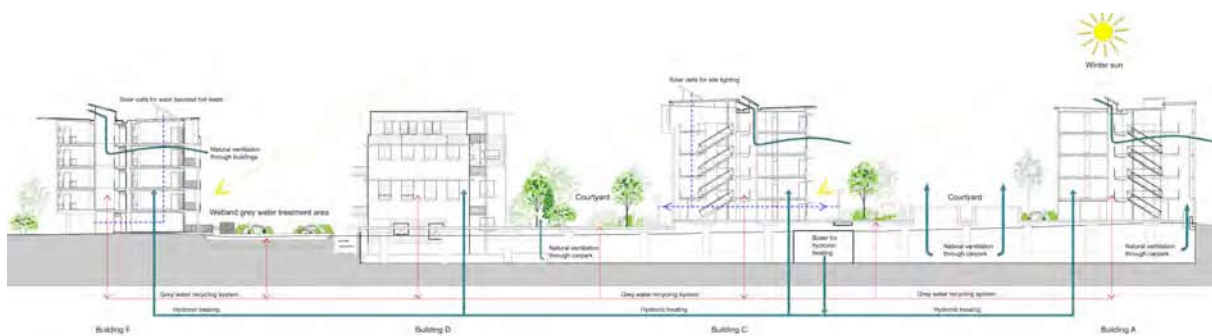 Winter sun
Solar cells for site lighting
Solar cells for solar boosted hot water
Natural ventilation
through buildings
Wetland grey water treatment area
Courtyard
Courtyard
Natural ventilation
through carpark
Boiler for
hydronic
heating
Natural ventilation
through carpark
Natural ventilation
through carpark
Grey water recycling system
Grey water recycling system
Grey water recycling system
Hydronic heating
Hydronic heating
Hydronic heating
Building E
Building D
Building C
Building A